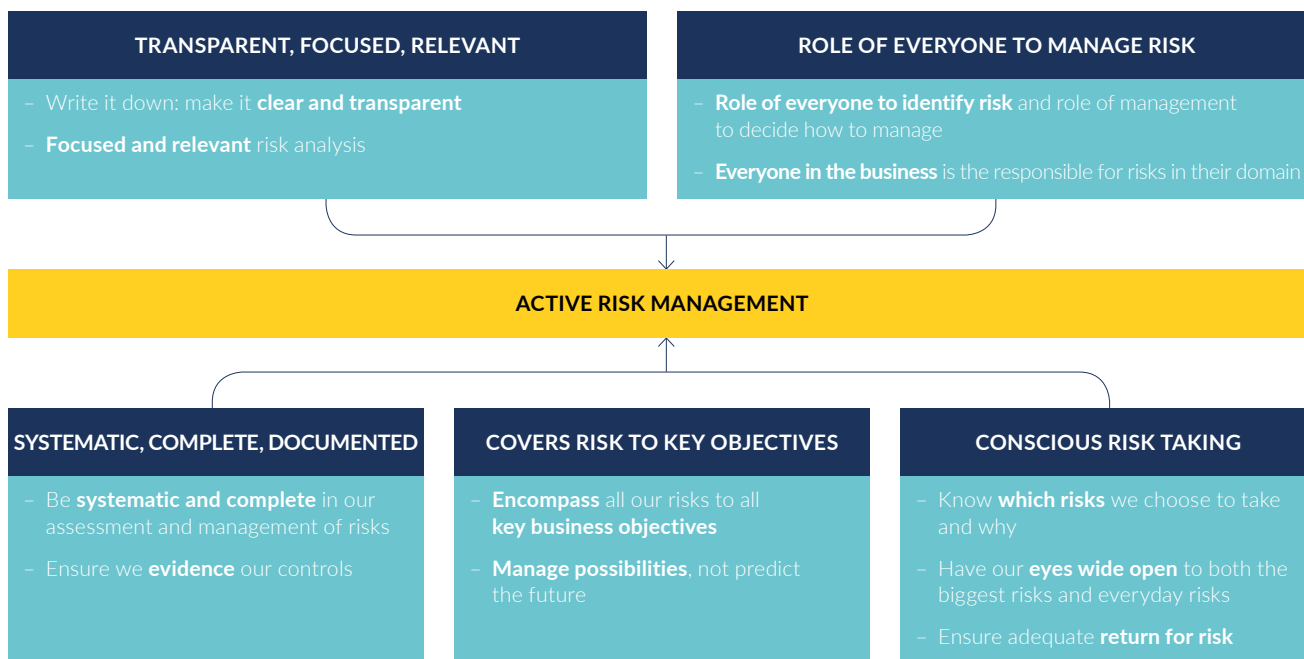 TRANSPARENT, FOCUSED, RELEVANT
– Write it down: make it clear and transparent
– Focused and relevant risk analysis
ROLE OF EVERYONE TO MANAGE RISK
– Role of everyone to identify risk and role of management
to decide how to manage
– Everyone in the business is the responsible for risks in their domain
ACTIVE RISK MANAGEMENT
SYSTEMATIC, COMPLETE, DOCUMENTED
– Be systematic and complete in our
assessment and management of risks
– Ensure we evidence our controls
COVERS RISK TO KEY OBJECTIVES
– Encompass all our risks to all
key business objectives
– Manage possibilities, not predict
the future
CONSCIOUS RISK TAKING
– Know which risks we choose to take
and why
– Have our eyes wide open to both the
biggest risks and everyday risks
– Ensure adequate return for risk